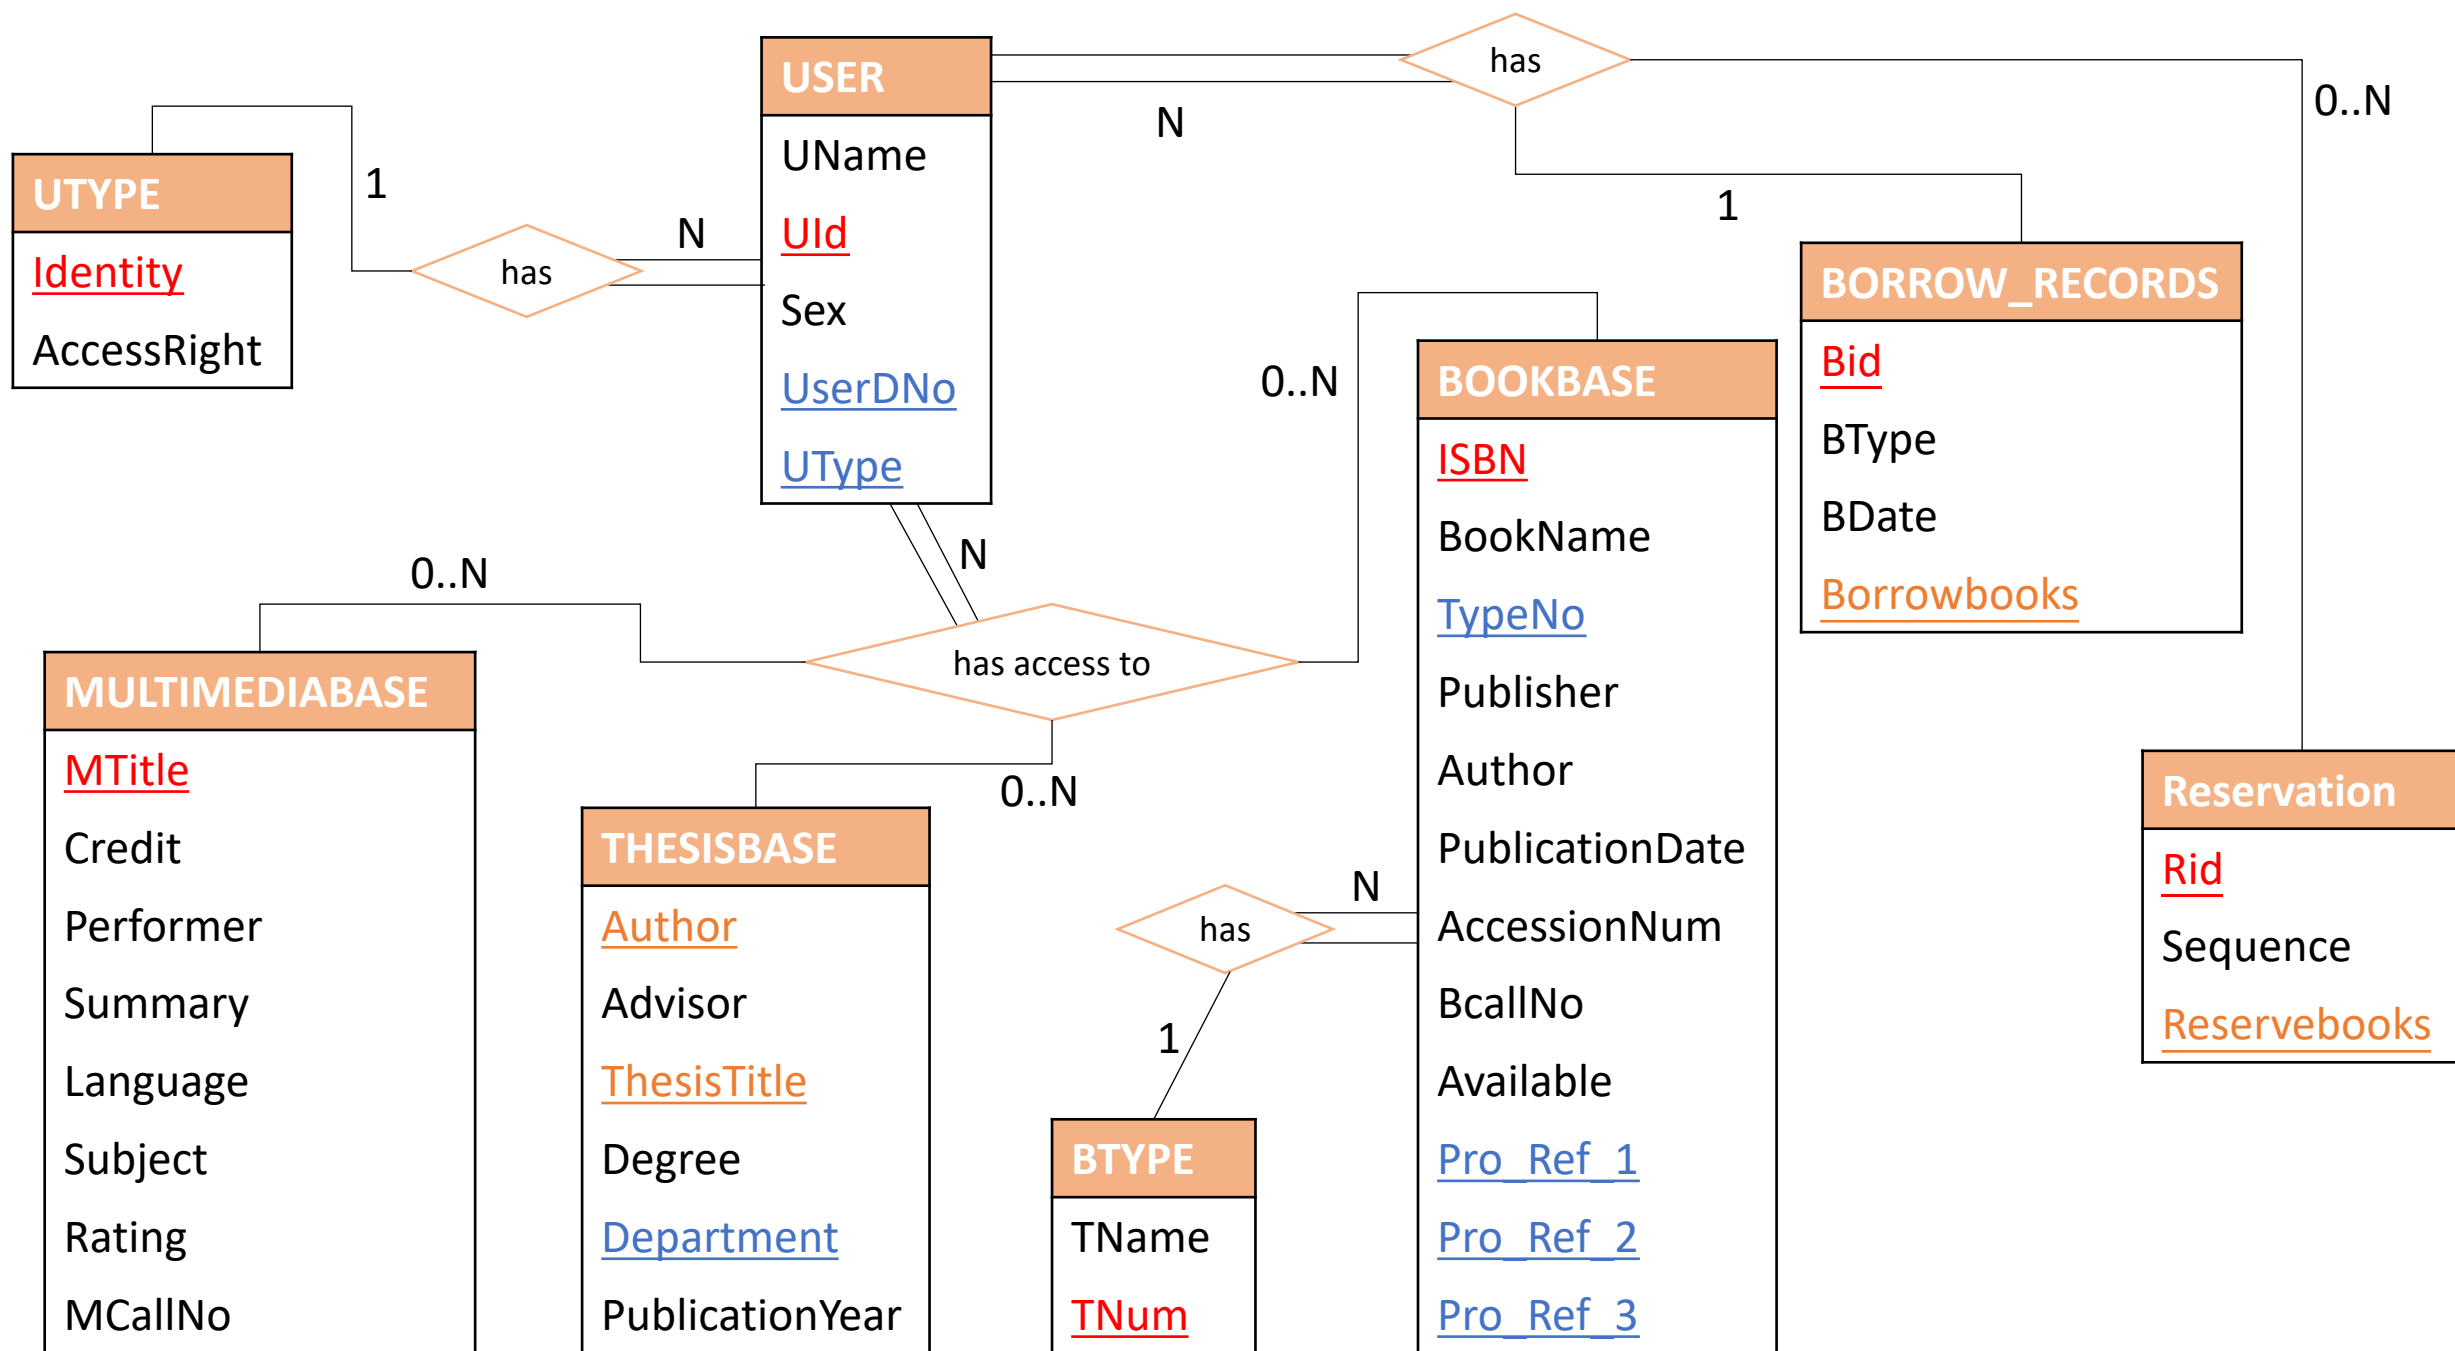 USER
UName
UId
Sex
UserDNo
UType
has
N
0..N
1
UTYPE
Identity
AccessRight
1
has
N
BORROW_RECORDS
Bid
BType
BDate
Borrowbooks
0..N
BOOKBASE
ISBN
BookName
TypeNo
Publisher
Author
PublicationDate
AccessionNum
BcallNo
Available
Pro_Ref_1
Pro_Ref_2
Pro_Ref_3
N
0..N
has access to
0..N
MULTIMEDIABASE
MTitle
Credit
Performer
Summary
Language
Subject
Rating
MCallNo
THESISBASE
Author
Advisor
ThesisTitle
Degree
Department
PublicationYear
N
has
1
BTYPE
TName
TNum
Reservation
Rid
Sequence
Reservebooks